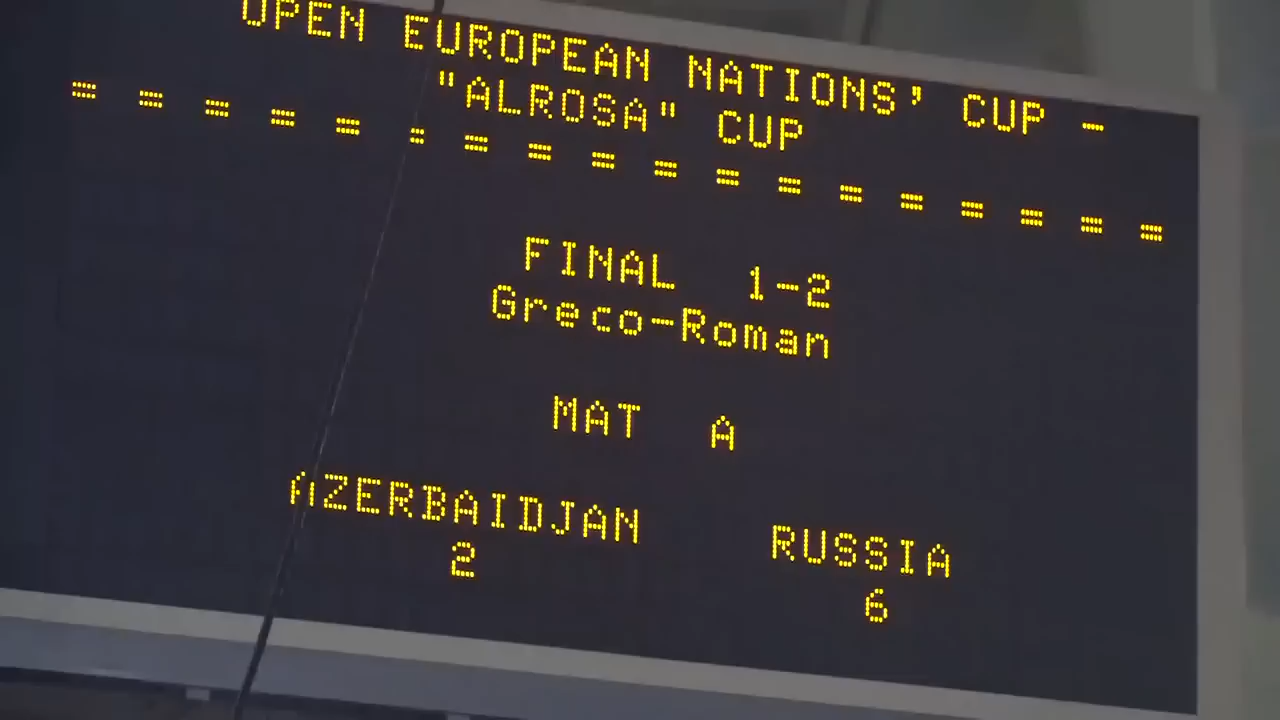 OPEN EUROPEAN NATIONS' CUP -
"ALROSA" CUP
= = = = = = = = = = = = = = = = = =
FINAL 1-2
Greco-Roman
MAT A
AZERBAIDJAN RUSSIA
2 6